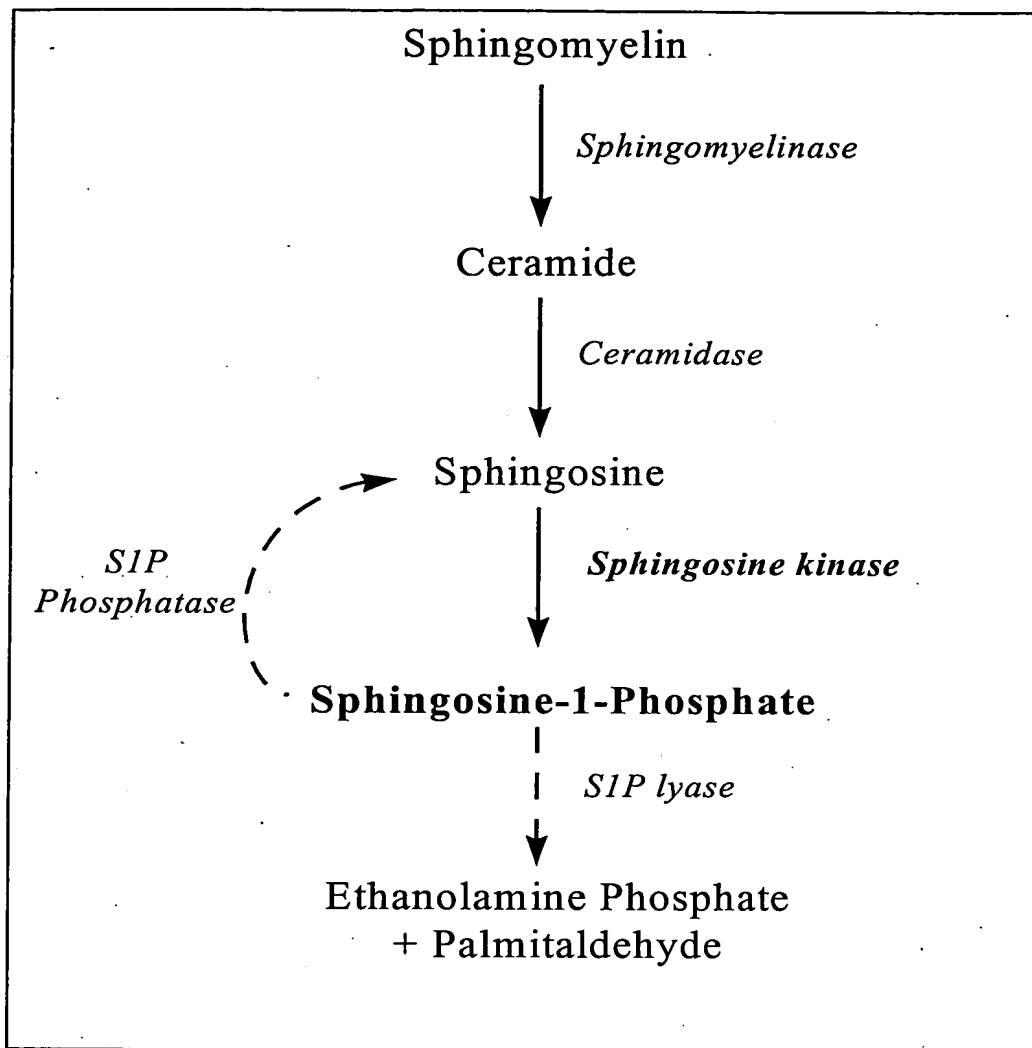 Sphingomyelin
Sphingomyelinase
Ceramide
Ceramidase
Sphingosine
S1P
Phosphatase
Sphingosine kinase
Sphingosine-1-Phosphate
S1P lyase
Ethanolamine Phosphate
+ Palmitaldehyde